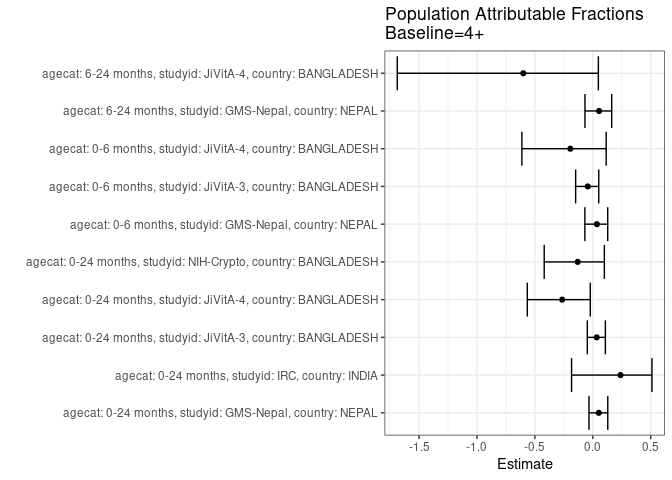 Population Attributable Fractions
Baseline=4+
agecat: 6-24 months, studyid: JiVitA-4, country: BANGLADESH
agecat: 6-24 months, studyid: GMS-Nepal, country: NEPAL
agecat: 0-6 months, studyid: JiVitA-4, country: BANGLADESH
agecat: 0-6 months, studyid: JiVitA-3, country: BANGLADESH
agecat: 0-6 months, studyid: GMS-Nepal, country: NEPAL
agecat: 0-24 months, studyid: NIH-Crypto, country: BANGLADESH
agecat: 0-24 months, studyid: JiVitA-4, country: BANGLADESH
agecat: 0-24 months, studyid: JiVitA-3, country: BANGLADESH
agecat: 0-24 months, studyid: IRC, country: INDIA
agecat: 0-24 months, studyid: GMS-Nepal, country: NEPAL
-1.5 -1.0 -0.5 0.0 0.5
Estimate